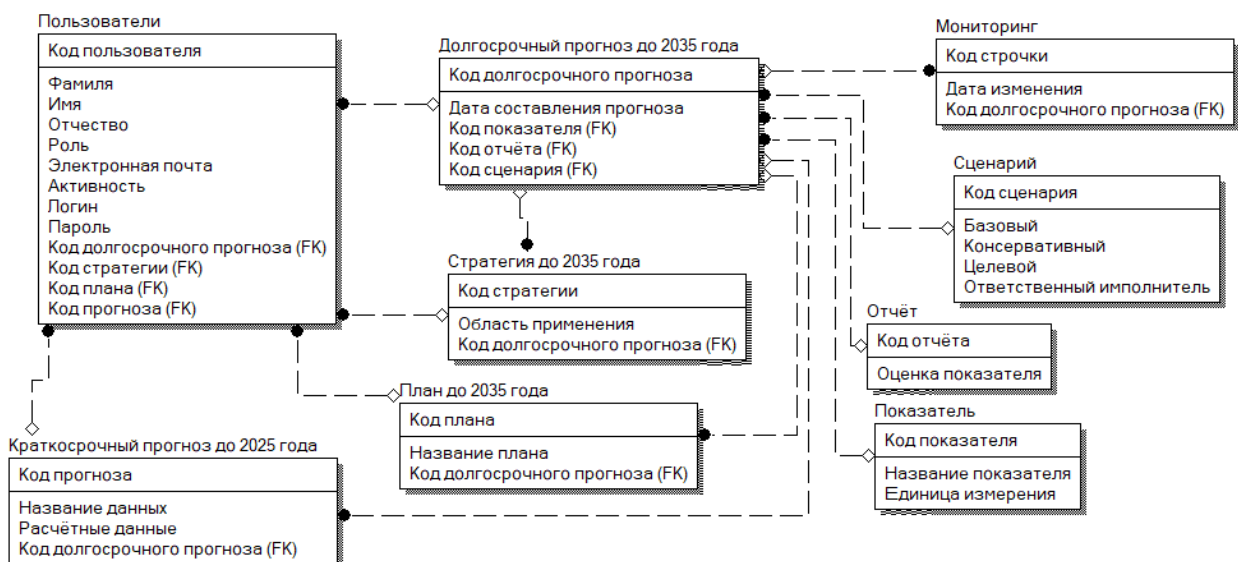 Пользователи
Код пользователя
Фамиля
Имя
Отчество
Роль
Электронная почта
Активность
Логин
Пароль
Код долгосрочного прогноза (FK)
Код стратегии (FK)
Код плана (FK)
Код прогноза (FK)
Долгосрочный прогноз до 2035 года
Код долгосрочного прогноза
Дата составления прогноза
Код показателя (FK)
Код отчёта (FK)
Код сценария (FK)
Мониторинг
Код строчки
Дата изменения
Код долгосрочного прогноза (FK)
Сценарий
Код сценария
Базовый
Консервативный
Целевой
Ответственный имполнитель
Стратегия до 2035 года
Код стратегии
Область применения
Код долгосрочного прогноза (FK)
Отчёт
Код отчёта
Оценка показателя
План до 2035 года
Код плана
Название плана
Код долгосрочного прогноза (FK)
Показатель
Код показателя
Название показателя
Единица измерения
Краткосрочный прогноз до 2025 года
Код прогноза
Название данных
Расчётные данные
Код долгосрочного прогноза (FK)